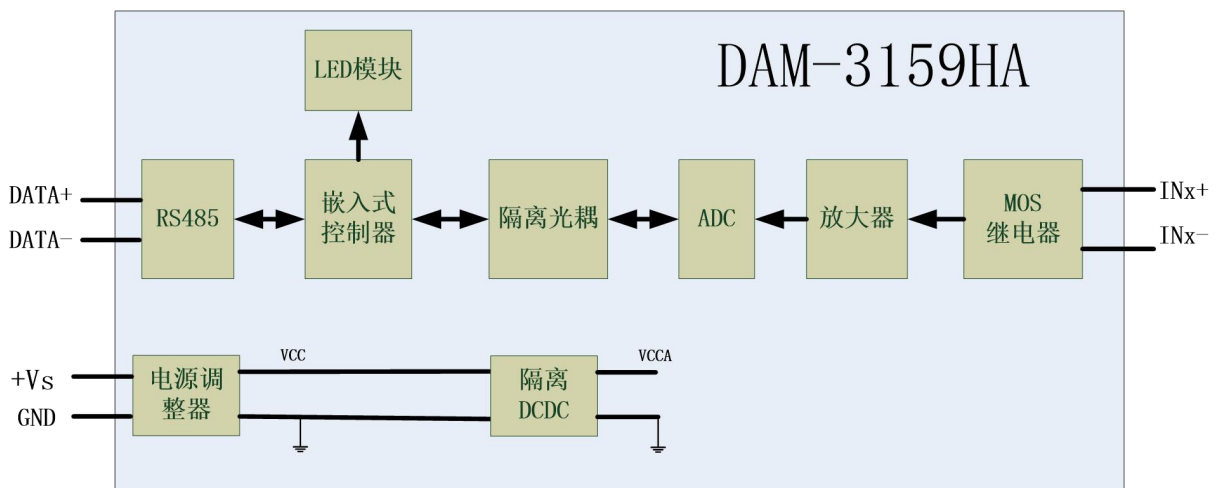 DAM-3159HA
LED模块
DATA+
DATA-
RS485
嵌入式
控制器
隔离光耦
ADC
放大器
MOS
继电器
INx+
INx-
+Vs
GND
电源调
整器
VCC
隔离
DCDC
VCCA